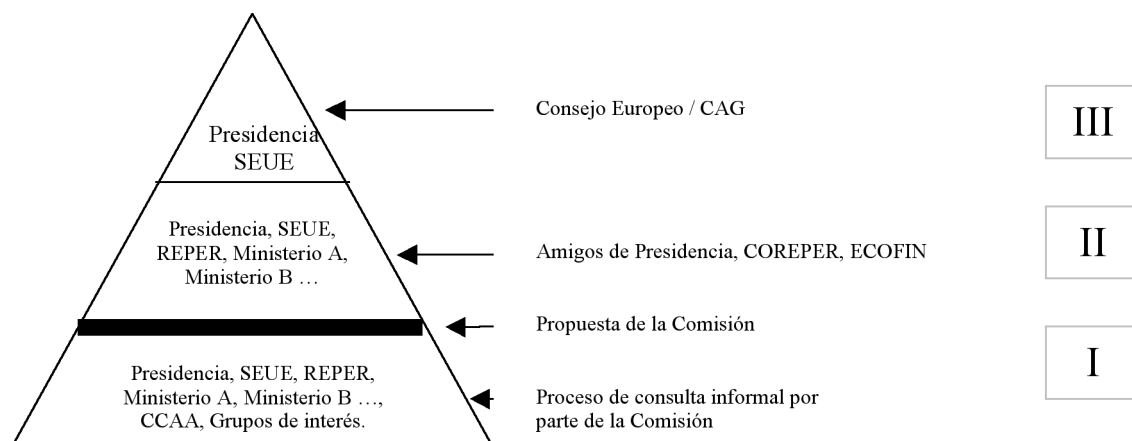 Consejo Europeo / CAG
III
Presidencia
SEUE
Presidencia, SEUE,
REPER, Ministerio A,
Ministerio B …
Amigos de Presidencia, COREPER, ECOFIN
II
Propuesta de la Comisión
Presidencia, SEUE, REPER,
Ministerio A, Ministerio B …,
CCAA, Grupos de interés.
Proceso de consulta informal por
parte de la Comisión
I